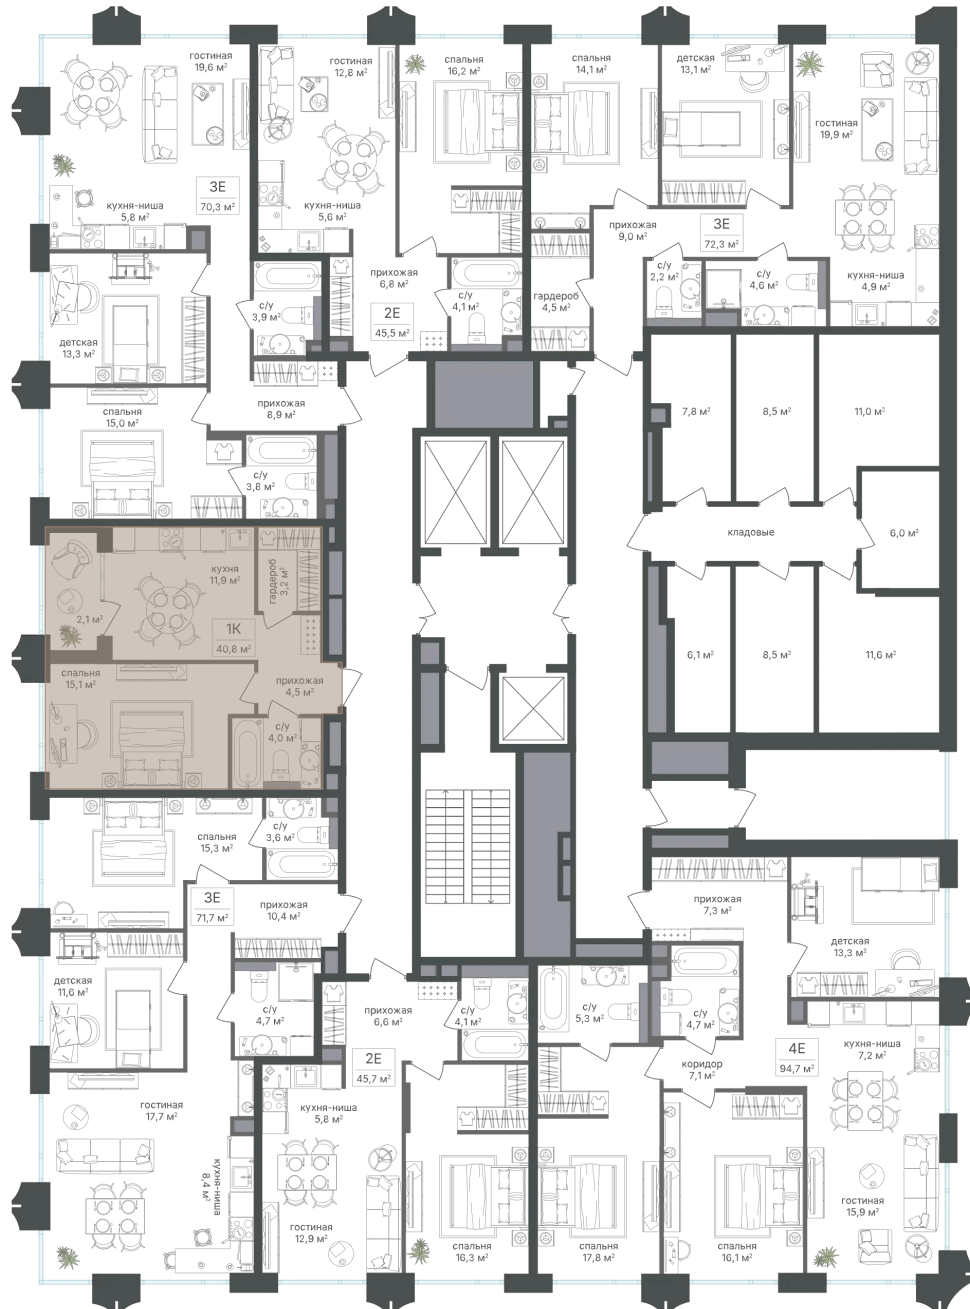 гостиная
19,6 м²
кухня-ниша
5,8 м²
3Е
70,3 м²
гостиная
12,8 м²
кухня-ниша
5,6 м²
спальня
16,2 м²
прихожая
6,8 м²
2Е
45,5 м²
с/у
4,1 м²
с/у
3,9 м²
спальня
14,1 м²
детская
13,1 м²
гостиная
19,9 м²
прихожая
9,0 м²
3Е
72,3 м²
с/у
2,2 м²
с/у
4,6 м²
кухня-ниша
4,9 м²
гардероб
4,5 м²
детская
13,3 м²
спальня
15,0 м²
прихожая
8,9 м²
с/у
3,8 м²
7,8 м²
8,5 м²
11,0 м²
кладовые
6,0 м²
6,1 м²
8,5 м²
11,6 м²
кухня
11,9 м²
гардероб
3,2 м²
2,1 м²
1К
40,8 м²
спальня
15,1 м²
прихожая
4,5 м²
с/у
4,0 м²
спальня
15,3 м²
с/у
3,6 м²
3Е
71,7 м²
прихожая
10,4 м²
детская
11,6 м²
с/у
4,7 м²
гостиная
17,7 м²
кухня-ниша
8,4 м²
прихожая
6,6 м²
с/у
4,1 м²
2Е
45,7 м²
кухня-ниша
5,8 м²
гостиная
12,9 м²
спальня
16,3 м²
прихожая
7,3 м²
детская
13,3 м²
с/у
5,3 м²
с/у
4,7 м²
коридор
7,1 м²
4Е
94,7 м²
кухня-ниша
7,2 м²
гостиная
15,9 м²
спальня
17,8 м²
спальня
16,1 м²